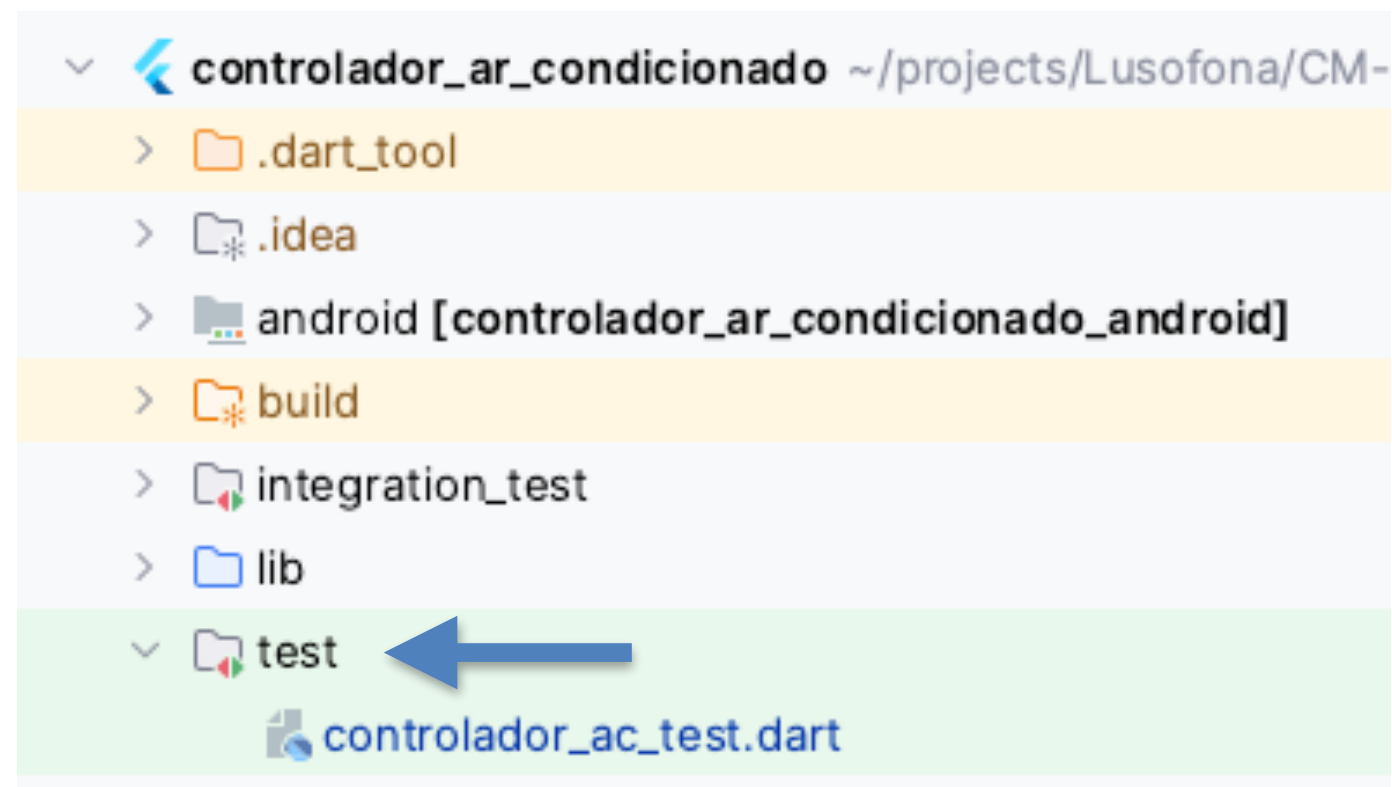 controlador_ar_condicionado ~/projects/Lusofona/CM-
.dart_tool
.idea
android [controlador_ar_condicionado_android]
build
integration_test
lib
test
controlador_ac_test.dart